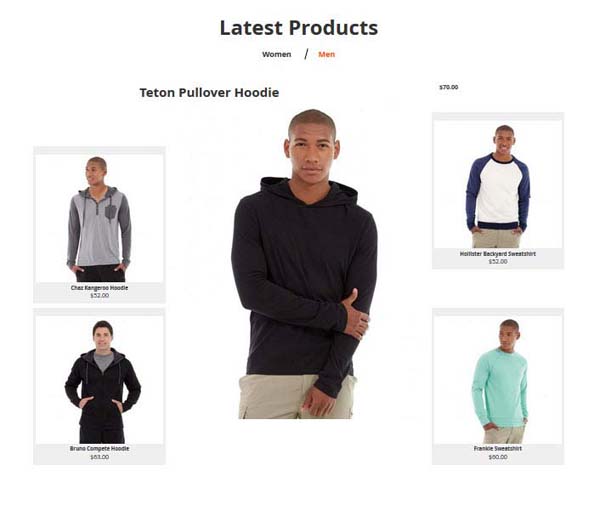 Latest Products
Women / Men
Teton Pullover Hoodie
$70.00
Chaz Kangeroo Hoodie
$52.00
Hollister Backyard Sweatshirt
$52.00
Bruno Compete Hoodie
$63.00
Frankie Sweatshirt
$60.00